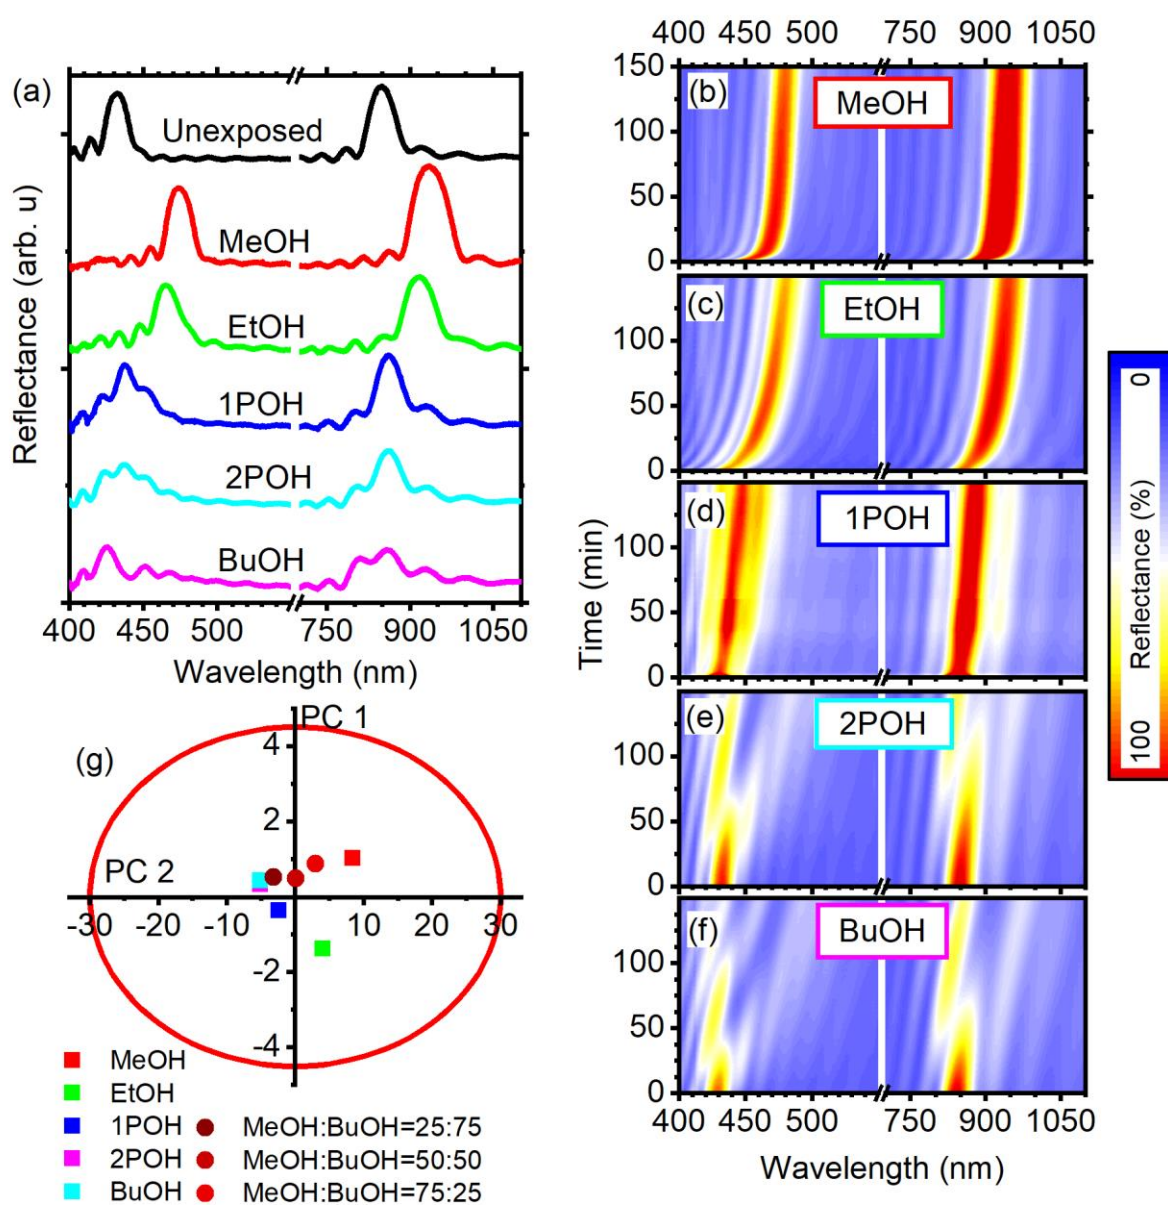 (a)
Unexposed
MeOH
EtOH
1POH
2POH
BuOH
Reflectance (arb. u)
400 450 500 750 900 1050
Wavelength (nm)
400 450 500 750 900 1050
(b)
MeOH
150
100
50
0
(c)
EtOH
100
50
0
(d)
1POH
100
50
0
(e)
2POH
100
50
0
(f)
BuOH
100
50
0
Time (min)
400 450 500 750 900 1050
Wavelength (nm)
0
Reflectance (%)
100
(g)
PC 1
PC 2
4
2
-2
-4
-30 -20 -10 10 20 30
MeOH
EtOH
1POH MeOH:BuOH=25:75
2POH MeOH:BuOH=50:50
BuOH MeOH:BuOH=75:25